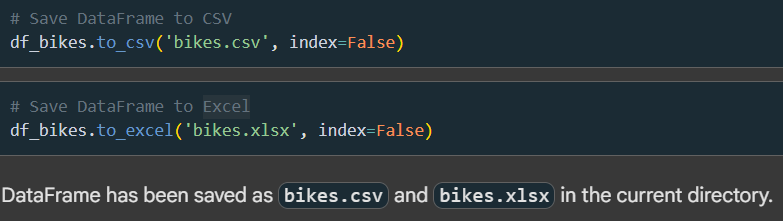 # Save DataFrame to CSV
df_bikes.to_csv('bikes.csv', index=False)
# Save DataFrame to Excel
df_bikes.to_excel('bikes.xlsx', index=False)
DataFrame has been saved as bikes.csv and bikes.xlsx in the current directory.